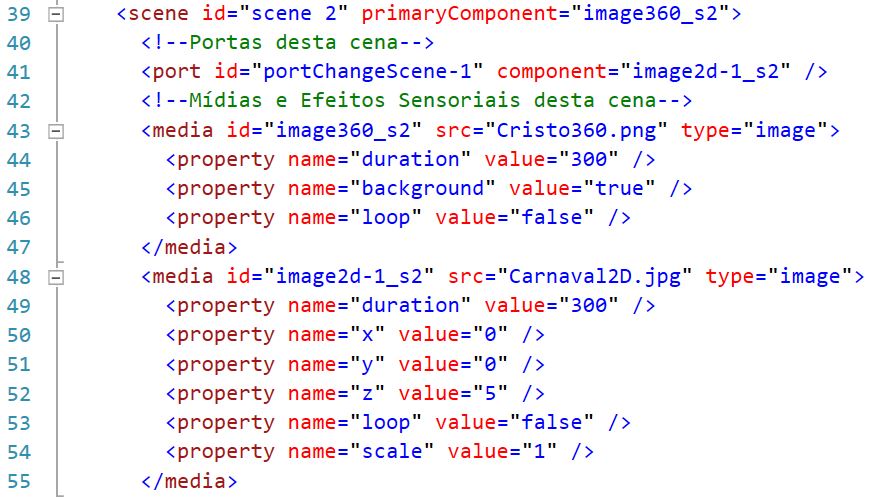 39 <scene id="scene 2" primaryComponent="image360_s2">
40 <!--Portas desta cena-->
41 <port id="portChangeScene-1" component="image2d-1_s2" />
42 <!--Mídias e Efeitos Sensoriais desta cena-->
43 <media id="image360_s2" src="Cristo360.png" type="image">
44 <property name="duration" value="300" />
45 <property name="background" value="true" />
46 <property name="loop" value="false" />
47 </media>
48 <media id="image2d-1_s2" src="Carnaval2D.jpg" type="image">
49 <property name="duration" value="300" />
50 <property name="x" value="0" />
51 <property name="y" value="0" />
52 <property name="z" value="5" />
53 <property name="loop" value="false" />
54 <property name="scale" value="1" />
55 </media>